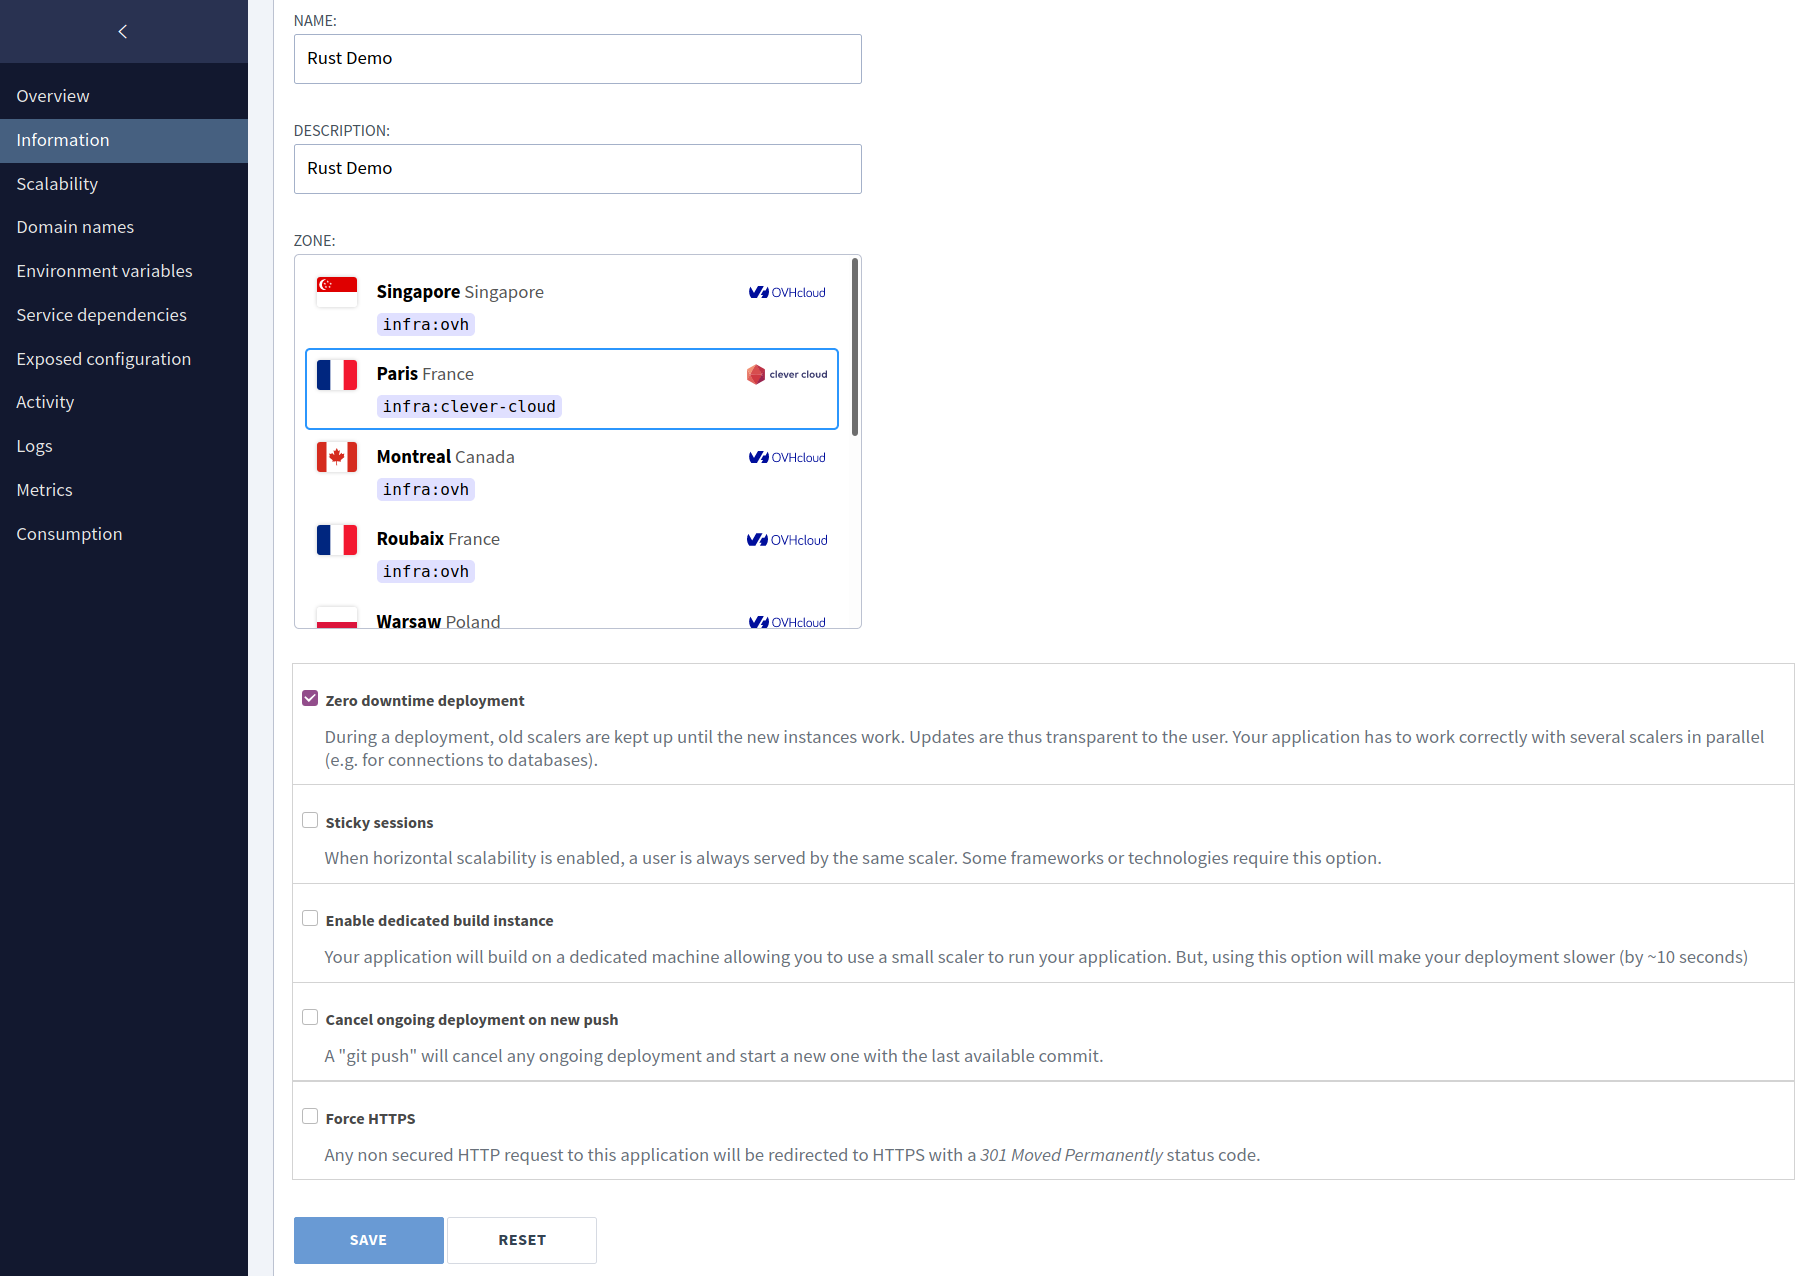 Overview
Information
Scalability
Domain names
Environment variables
Service dependencies
Exposed configuration
Activity
Logs
Metrics
Consumption
NAME:
Rust Demo
DESCRIPTION:
Rust Demo
ZONE:
Singapore Singapore OVHcloud
infra:ovh
Paris France clever cloud
infra:clever-cloud
Montreal Canada OVHcloud
infra:ovh
Roubaix France OVHcloud
infra:ovh
Warsaw Poland OVHcloud
Zero downtime deployment
During a deployment, old scalers are kept up until the new instances work. Updates are thus transparent to the user. Your application has to work correctly with several scalers in parallel
(e.g. for connections to databases).
Sticky sessions
When horizontal scalability is enabled, a user is always served by the same scaler. Some frameworks or technologies require this option.
Enable dedicated build instance
Your application will build on a dedicated machine allowing you to use a small scaler to run your application. But, using this option will make your deployment slower (by ~10 seconds)
Cancel ongoing deployment on new push
A "git push" will cancel any ongoing deployment and start a new one with the last available commit.
Force HTTPS
Any non secured HTTP request to this application will be redirected to HTTPS with a 301 Moved Permanently status code.
SAVE RESET